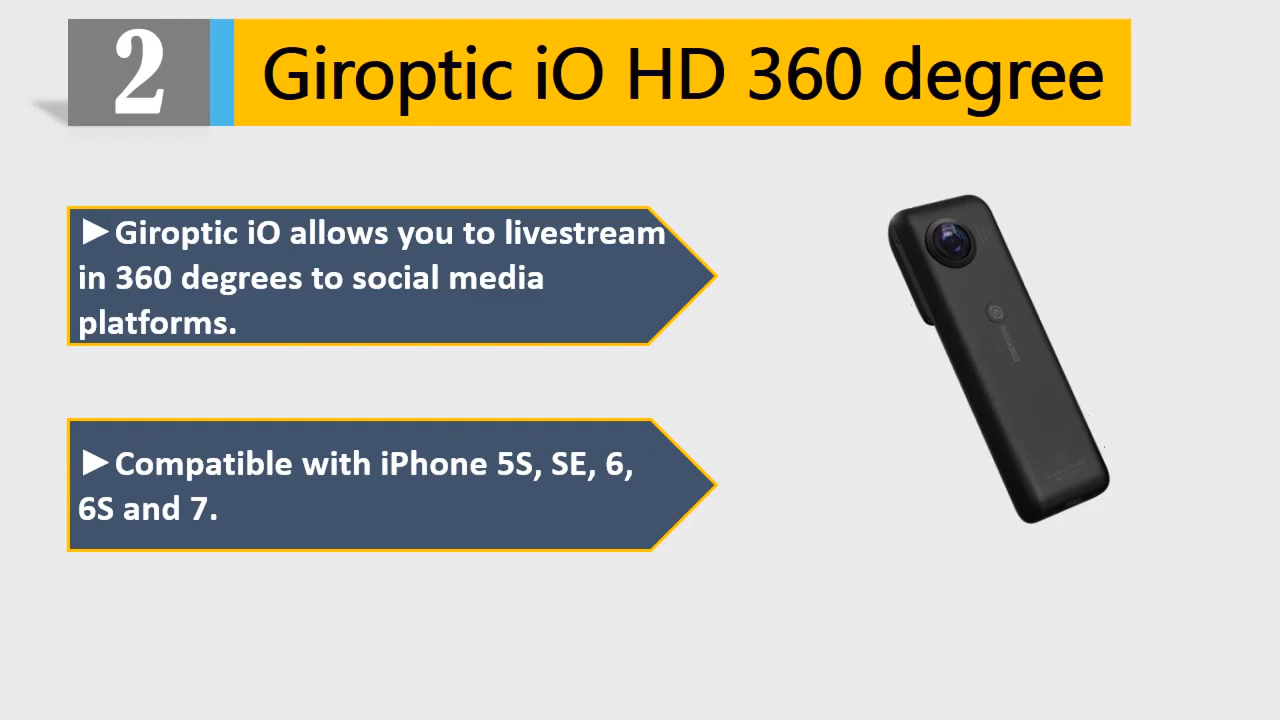 2
Giroptic iO HD 360 degree
►Giroptic iO allows you to livestream
in 360 degrees to social media
platforms.
►Compatible with iPhone 5S, SE, 6,
6S and 7.
Insta360